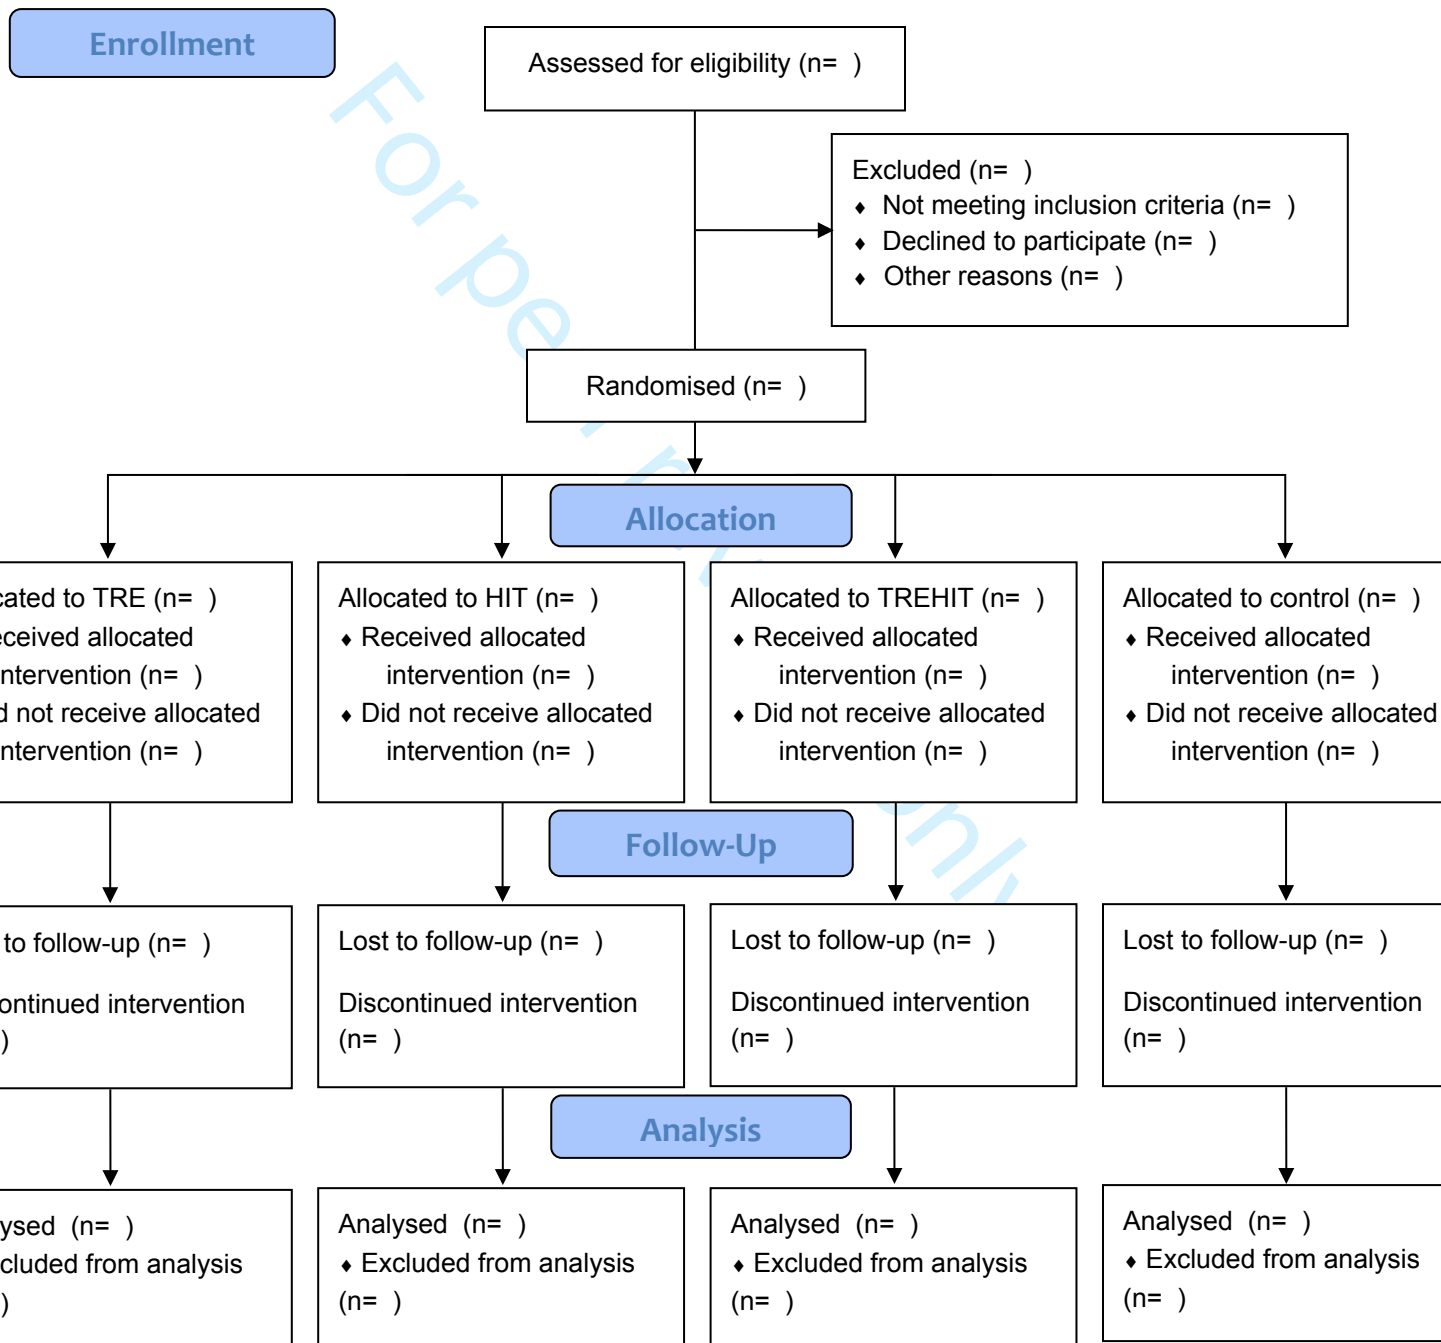 Enrollment
Assessed for eligibility (n=  )
Excluded (n=  )
♦ Not meeting inclusion criteria (n=  )
♦ Declined to participate (n=  )
♦ Other reasons (n=  )
Randomised (n=  )
Allocation
cated to TRE (n=  )
ceived allocated
ntervention (n=  )
d not receive allocated
ntervention (n=  )
Allocated to HIT (n=  )
♦ Received allocated
intervention (n=  )
♦ Did not receive allocated
intervention (n=  )
Allocated to TREHIT (n=  )
♦ Received allocated
intervention (n=  )
♦ Did not receive allocated
intervention (n=  )
Allocated to control (n=  )
♦ Received allocated
intervention (n=  )
♦ Did not receive allocated
intervention (n=  )
Follow-Up
to follow-up (n=  )
ontinued intervention
)
Lost to follow-up (n=  )
Discontinued intervention
(n=  )
Lost to follow-up (n=  )
Discontinued intervention
(n=  )
Lost to follow-up (n=  )
Discontinued intervention
(n=  )
Analysis
ysed  (n=  )
cluded from analysis
)
Analysed  (n=  )
♦ Excluded from analysis
(n=  )
Analysed  (n=  )
♦ Excluded from analysis
(n=  )
Analysed  (n=  )
♦ Excluded from analysis
(n=  )
For pe
only